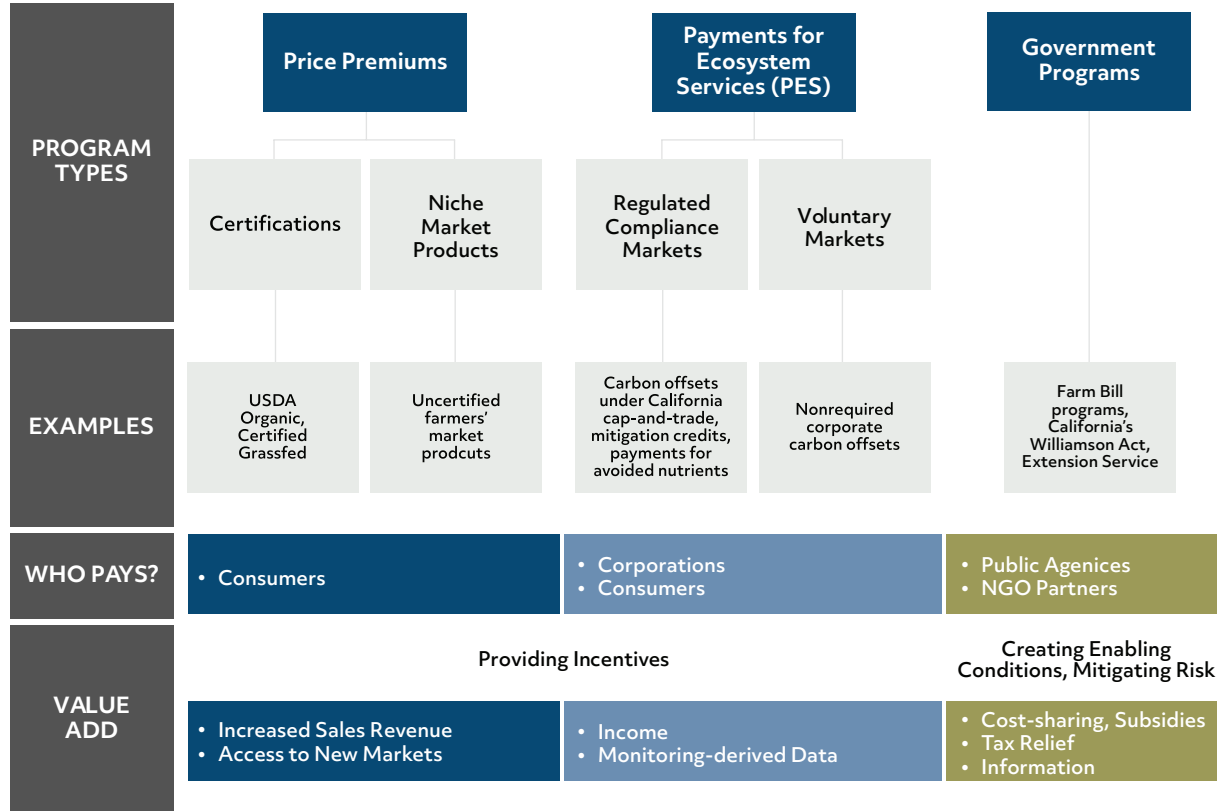 PROGRAM
TYPES
Price Premiums
Payments for
Ecosystem
Services (PES)
Government
Programs
Certifications
Niche
Market
Products
Regulated
Compliance
Markets
Voluntary
Markets
EXAMPLES
USDA
Organic,
Certified
Grassfed
Uncertified
farmers’
market
prodcuts
Carbon offsets
under California
cap-and-trade,
mitigation credits,
payments for
avoided nutrients
Nonrequired
corporate
carbon offsets
Farm Bill
programs,
California’s
Williamson Act,
Extension Service
WHO PAYS?
• Consumers
• Corporations
• Consumers
• Public Agenices
• NGO Partners
VALUE
ADD
Providing Incentives
Creating Enabling
Conditions, Mitigating Risk
• Increased Sales Revenue
• Access to New Markets
• Income
• Monitoring-derived Data
• Cost-sharing, Subsidies
• Tax Relief
• Information